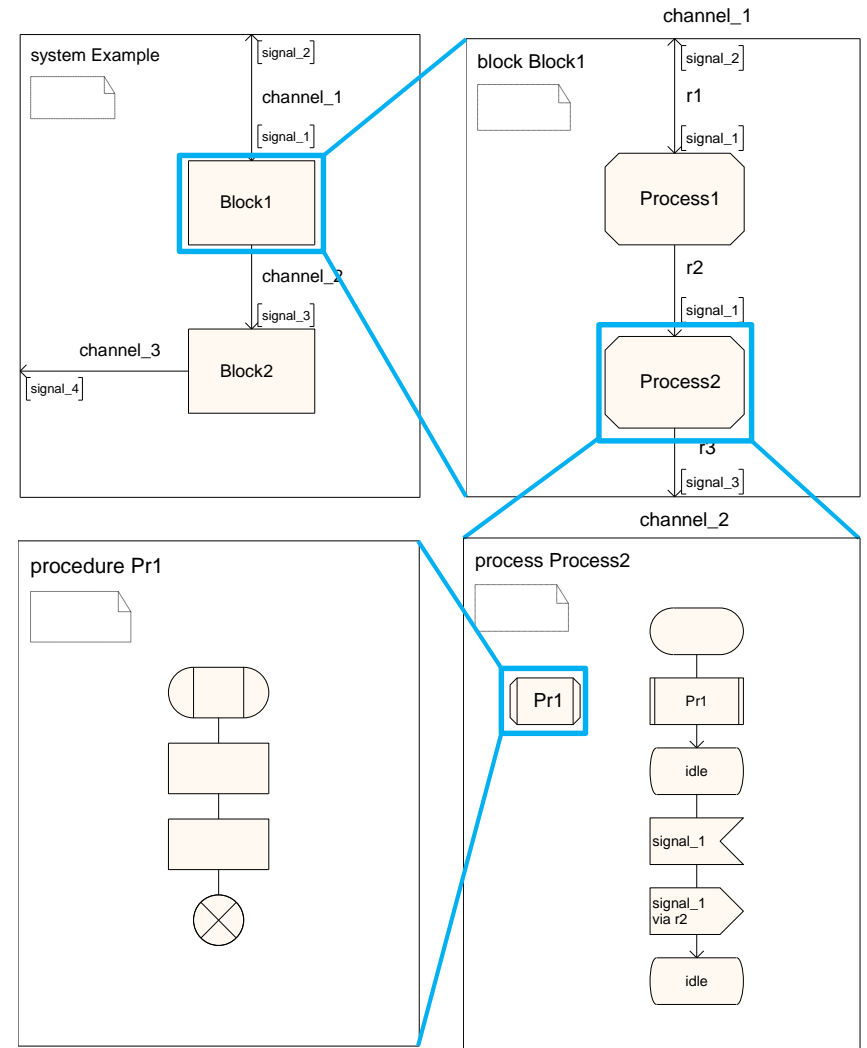 system Example
[signal_2]
channel_1
[signal_1]
Block1
channel_2
[signal_3]
Block2
channel_3
[signal_4]
channel_1
block Block1
[signal_2]
r1
[signal_1]
Process1
r2
[signal_1]
Process2
r3
[signal_3]
channel_2
procedure Pr1
process Process2
Pr1
Pr1
idle
signal_1
signal_1
via r2
idle